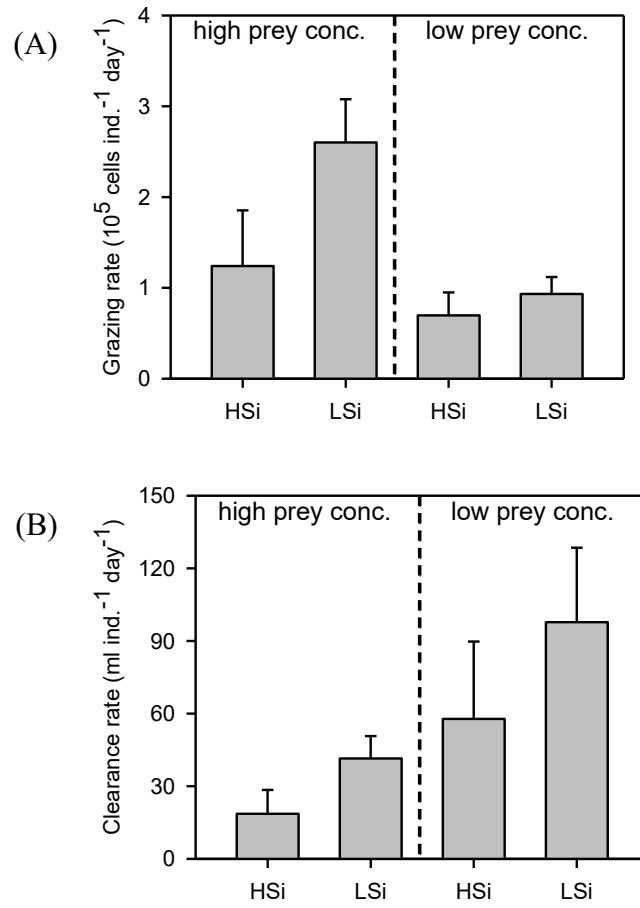 (A)
Grazing rate (10⁵ cells ind.⁻¹ day⁻¹)
4
3
2
1
0
high prey conc.
low prey conc.
HSi
LSi
HSi
LSi
(B)
Clearance rate (ml ind.⁻¹ day⁻¹)
150
120
90
60
30
0
high prey conc.
low prey conc.
HSi
LSi
HSi
LSi